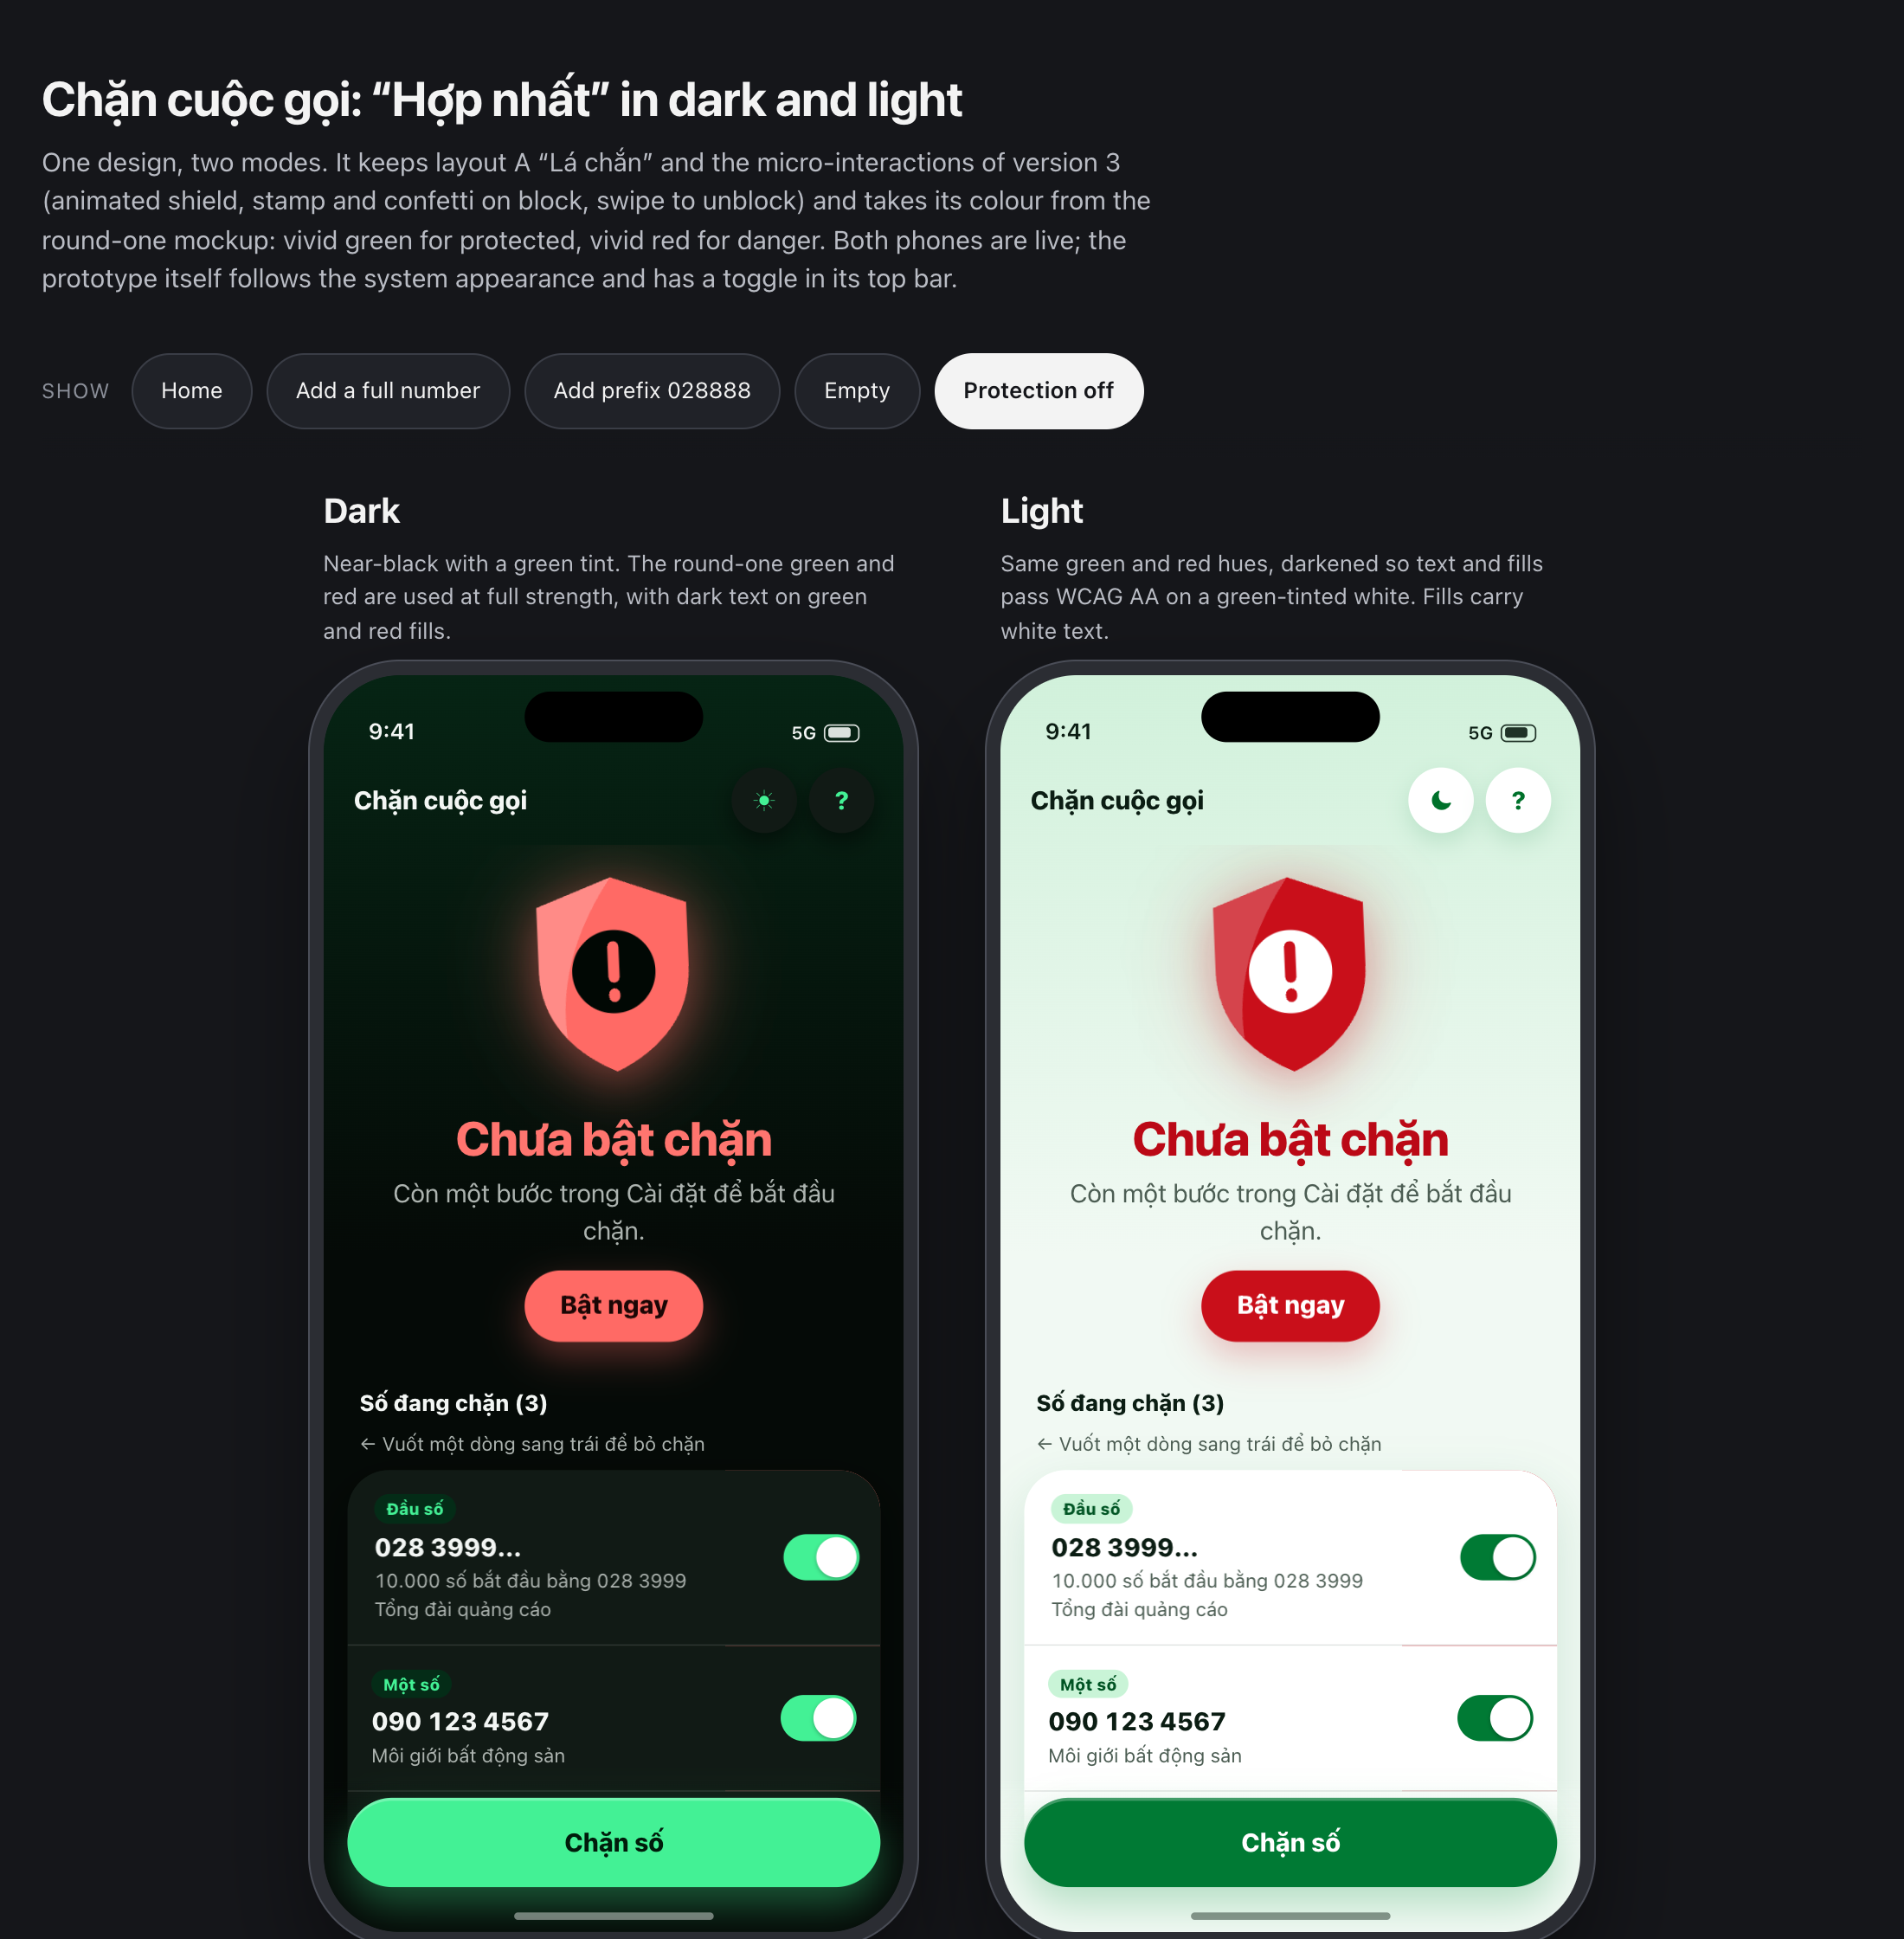 Chặn cuộc gọi: “Hợp nhất” in dark and light
One design, two modes. It keeps layout A “Lá chắn” and the micro-interactions of version 3
(animated shield, stamp and confetti on block, swipe to unblock) and takes its colour from the
round-one mockup: vivid green for protected, vivid red for danger. Both phones are live; the
prototype itself follows the system appearance and has a toggle in its top bar.
SHOW
Home
Add a full number
Add prefix 028888
Empty
Protection off
Dark
Near-black with a green tint. The round-one green and
red are used at full strength, with dark text on green
and red fills.
9:41
5G
Chặn cuộc gọi
?
!
Chưa bật chặn
Còn một bước trong Cài đặt để bắt đầu
chặn.
Bật ngay
Số đang chặn (3)
← Vuốt một dòng sang trái để bỏ chặn
Đầu số
028 3999...
10.000 số bắt đầu bằng 028 3999
Tổng đài quảng cáo
Một số
090 123 4567
Môi giới bất động sản
Chặn số
Light
Same green and red hues, darkened so text and fills
pass WCAG AA on a green-tinted white. Fills carry
white text.
9:41
5G
Chặn cuộc gọi
?
!
Chưa bật chặn
Còn một bước trong Cài đặt để bắt đầu
chặn.
Bật ngay
Số đang chặn (3)
← Vuốt một dòng sang trái để bỏ chặn
Đầu số
028 3999...
10.000 số bắt đầu bằng 028 3999
Tổng đài quảng cáo
Một số
090 123 4567
Môi giới bất động sản
Chặn số